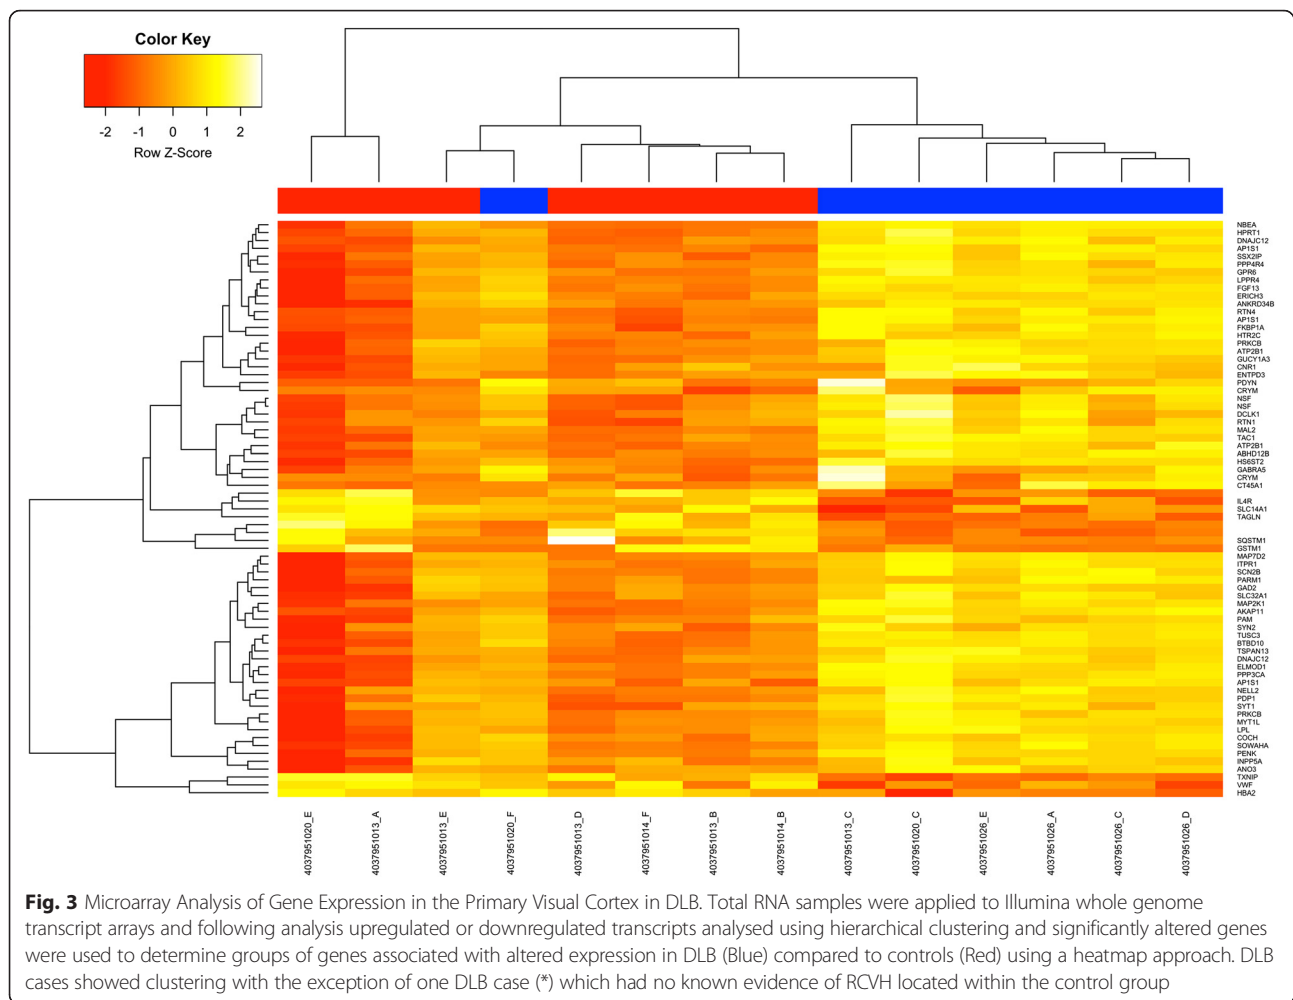 Color Key
-2 -1 0 1 2
Row Z-Score
NBEA
HPRT1
DNAJC12
AP1S1
SSX2IP
PPP4R4
GPR6
LPPR4
FGF13
ERICH3
ANKRD34B
RTN4
AP1S1
FKBP1A
HTR2C
PRKCB
ATP2B1
GUCY1A3
CNR1
ENTPD3
PDYN
CRYM
NSF
NSF
DCLK1
RTN1
MAL2
TAC1
ATP2B1
ABHD12B
HS6ST2
GABRA5
CRYM
CT45A1
IL4R
SLC14A1
TAGLN
SQSTM1
GSTM1
MAP7D2
ITPR1
SCN2B
PARM1
GAD2
SLC32A1
MAP2K1
AKAP11
PAM
SYN2
TUSC3
BTBD10
TSPAN13
DNAJC12
ELMOD1
PPP3CA
AP1S1
NELL2
PDP1
SYT1
PRKCB
MYT1L
LPL
COCH
SOWAHA
PENK
INPP5A
ANO3
TXNIP
VWF
HBA2
4037951020_E
4037951013_A
4037951013_E
4037951020_F
4037951013_D
4037951014_F
4037951013_B
4037951014_B
4037951013_C
4037951020_C
4037951026_E
4037951026_A
4037951026_C
4037951026_D
Fig. 3 Microarray Analysis of Gene Expression in the Primary Visual Cortex in DLB. Total RNA samples were applied to Illumina whole genome
transcript arrays and following analysis upregulated or downregulated transcripts analysed using hierarchical clustering and significantly altered genes
were used to determine groups of genes associated with altered expression in DLB (Blue) compared to controls (Red) using a heatmap approach. DLB
cases showed clustering with the exception of one DLB case (*) which had no known evidence of RCVH located within the control group